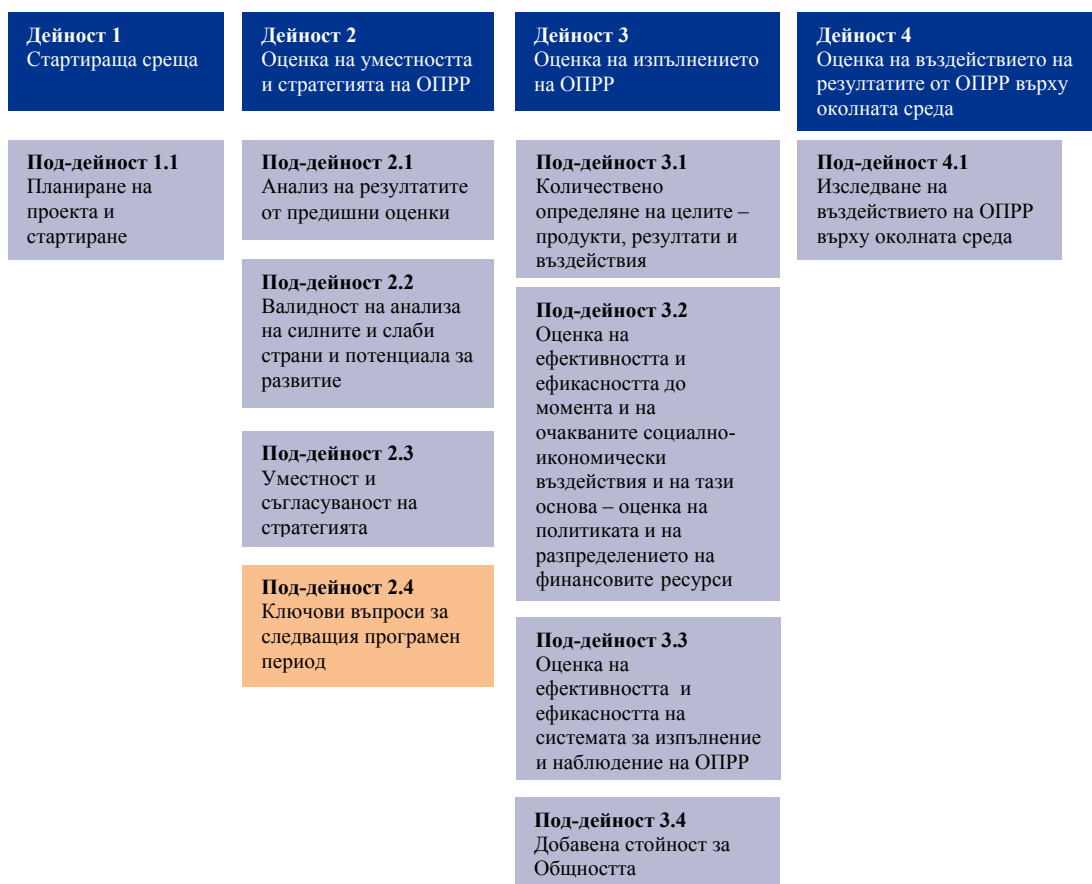 Дейност 1
Стартираща среща
Дейност 2
Оценка на уместността
и стратегията на ОПРР
Дейност 3
Оценка на изпълнението
на ОПРР
Дейност 4
Оценка на въздействието на
резултатите от ОПРР върху
околната среда
Под-дейност 1.1
Планиране на
проекта и
стартиране
Под-дейност 2.1
Анализ на резултатите
от предишни оценки
Под-дейност 2.2
Валидност на анализа
на силните и слаби
страни и потенциала за
развитие
Под-дейност 2.3
Уместност и
съгласуваност на
стратегията
Под-дейност 2.4
Ключови въпроси за
следващия програмен
период
Под-дейност 3.1
Количествено
определяне на целите –
продукти, резултати и
въздействия
Под-дейност 3.2
Оценка на
ефективността и
ефикасността до
момента и на
очакваните социално-
икономически
въздействия и на тази
основа – оценка на
политиката и на
разпределението на
финансовите ресурси
Под-дейност 3.3
Оценка на
ефективността  и
ефикасността на
системата за изпълнение
и наблюдение на ОПРР
Под-дейност 3.4
Добавена стойност за
Общността
Под-дейност 4.1
Изследване на
въздействието на ОПРР
върху околната среда